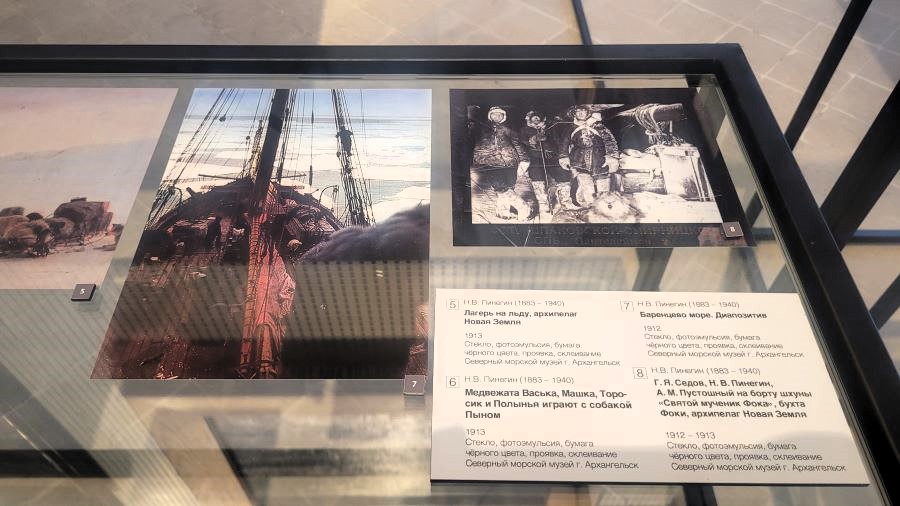 5
7
8
СПБ. Пантелеймон.
5 Н.В. Пинегин (1883 – 1940)
Лагерь на льду, архипелаг
Новая Земля
1913
Стекло, фотоэмульсия, бумага
чёрного цвета, проявка, склеивание
Северный морской музей г. Архангельск
6 Н.В. Пинегин (1883 – 1940)
Медвежата Васька, Машка, Торо-
сик и Полынья играют с собакой
Пыном
1913
Стекло, фотоэмульсия, бумага
чёрного цвета, проявка, склеивание
Северный морской музей г. Архангельск
7 Н.В. Пинегин (1883 – 1940)
Баренцево море. Диапозитив
1912
Стекло, фотоэмульсия, бумага
чёрного цвета, проявка, склеивание
Северный морской музей г. Архангельск
8 Н.В. Пинегин (1883 – 1940)
Г. Я. Седов, Н. В. Пинегин,
А. М. Пустошный на борту шхуны
«Святой мученик Фока» , бухта
Фоки, архипелаг Новая Земля
1912 – 1913
Стекло, фотоэмульсия, бумага
чёрного цвета, проявка, склеивание
Северный морской музей г. Архангельск